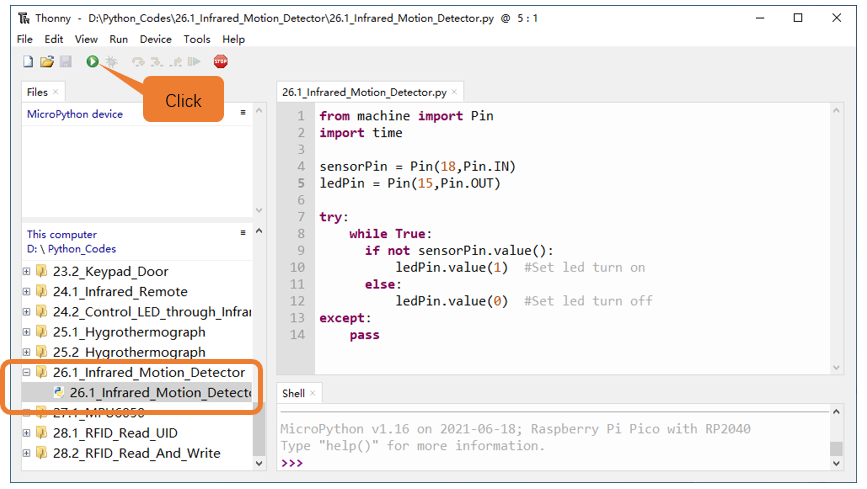 Thonny - D:\Python_Codes\26.1_Infrared_Motion_Detector\26.1_Infrared_Motion_Detector.py @ 5 : 1
File Edit View Run Device Tools Help
STOP
Click
Files
MicroPython device
This computer
D: \ Python_Codes
23.2_Keypad_Door
24.1_Infrared_Remote
24.2_Control_LED_through_Infrar
25.1_Hygrothermograph
25.2_Hygrothermograph
26.1_Infrared_Motion_Detector
26.1_Infrared_Motion_Detecto
27.1_MPU6050
28.1_RFID_Read_UID
28.2_RFID_Read_And_Write
26.1_Infrared_Motion_Detector.py
1 from machine import Pin
2 import time
3
4 sensorPin = Pin(18,Pin.IN)
5 ledPin = Pin(15,Pin.OUT)
6
7 try:
8 while True:
9 if not sensorPin.value():
10 ledPin.value(1) #Set led turn on
11 else:
12 ledPin.value(0) #Set led turn off
13 except:
14 pass
Shell
MicroPython v1.16 on 2021-06-18; Raspberry Pi Pico with RP2040
Type "help()" for more information.
>>>